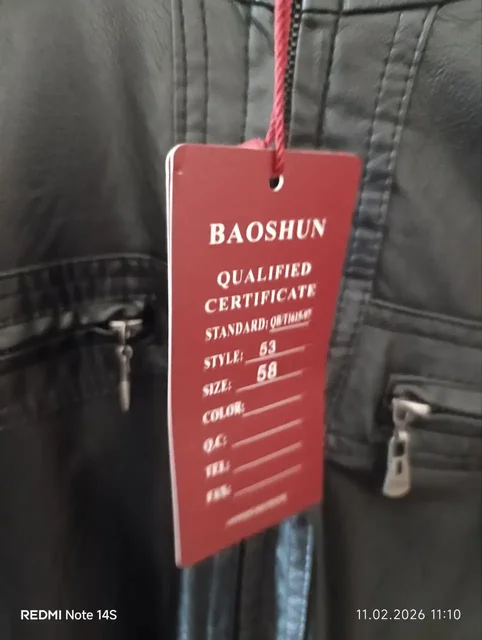 BAOSHUN
QUALIFIED
CERTIFICATE
STANDARD:
STYLE: 53
SIZE: 58
COLOR:
Q.C:
TEL:
FAX:
REDMI Note 14S
11.02.2026 11:10